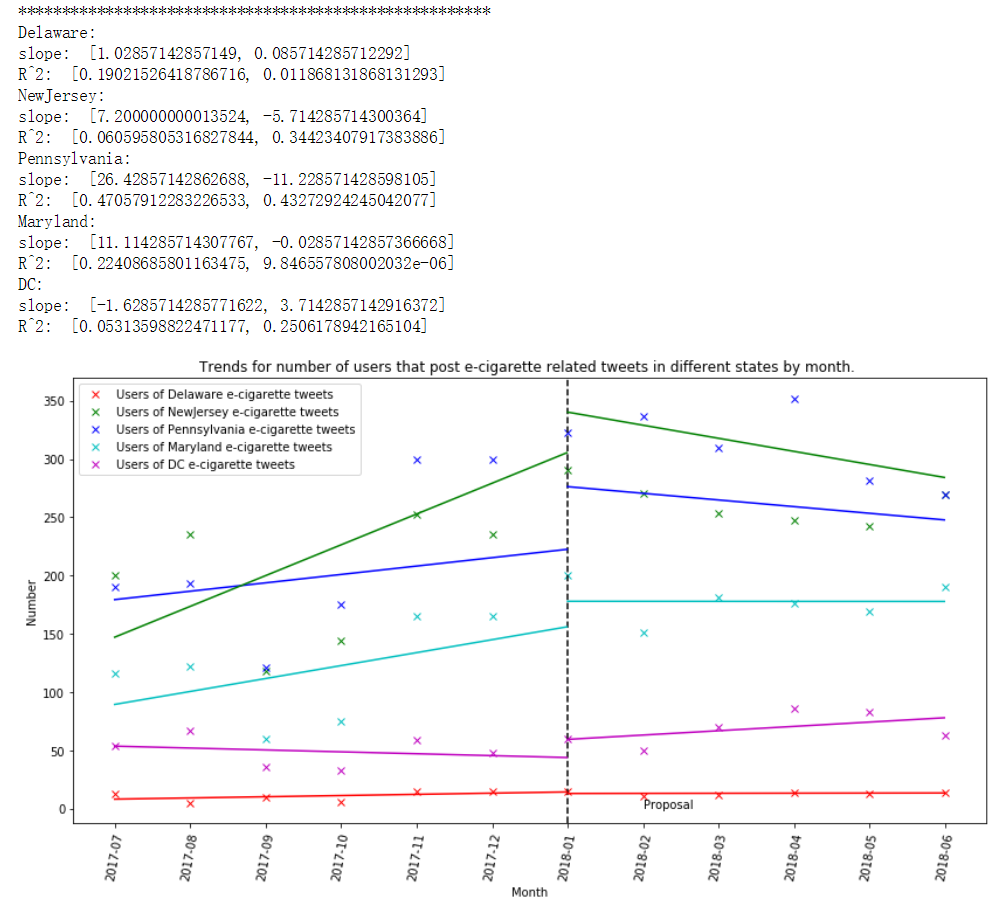 ******************************************************
Delaware:
slope:  [1.02857142857149, 0.085714285712292]
R^2:  [0.19021526418786716, 0.011868131868131293]
NewJersey:
slope:  [7.200000000013524, -5.714285714300364]
R^2:  [0.060595805316827844, 0.34423407917383886]
Pennsylvania:
slope:  [26.42857142862688, -11.228571428598105]
R^2:  [0.47057912283226533, 0.43272924245042077]
Maryland:
slope:  [11.114285714307767, -0.02857142857366668]
R^2:  [0.22408685801163475, 9.846557808002032e-06]
DC:
slope:  [-1.6285714285771622, 3.7142857142916372]
R^2:  [0.05313598822471177, 0.2506178942165104]
Trends for number of users that post e-cigarette related tweets in different states by month.
Users of Delaware e-cigarette tweets
Users of NewJersey e-cigarette tweets
Users of Pennsylvania e-cigarette tweets
Users of Maryland e-cigarette tweets
Users of DC e-cigarette tweets
350
300
250
200
150
100
50
0
Number
Proposal
2017-07
2017-08
2017-09
2017-10
2017-11
2017-12
2018-01
2018-02
2018-03
2018-04
2018-05
2018-06
Month